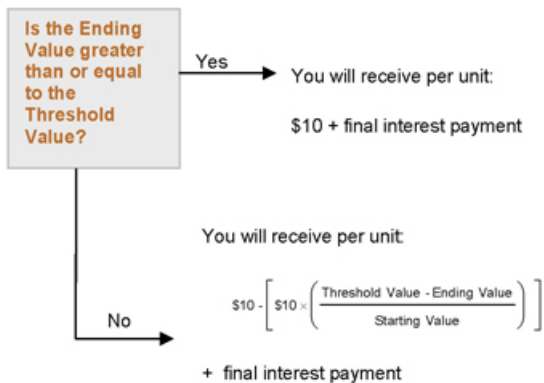 Is the Ending
Value greater
than or equal
to the
Threshold
Value?
Yes
You will receive per unit:
$10 + final interest payment
No
You will receive per unit:
$10 - [ $10 × ( Threshold Value - Ending Value / Starting Value ) ]
+ final interest payment